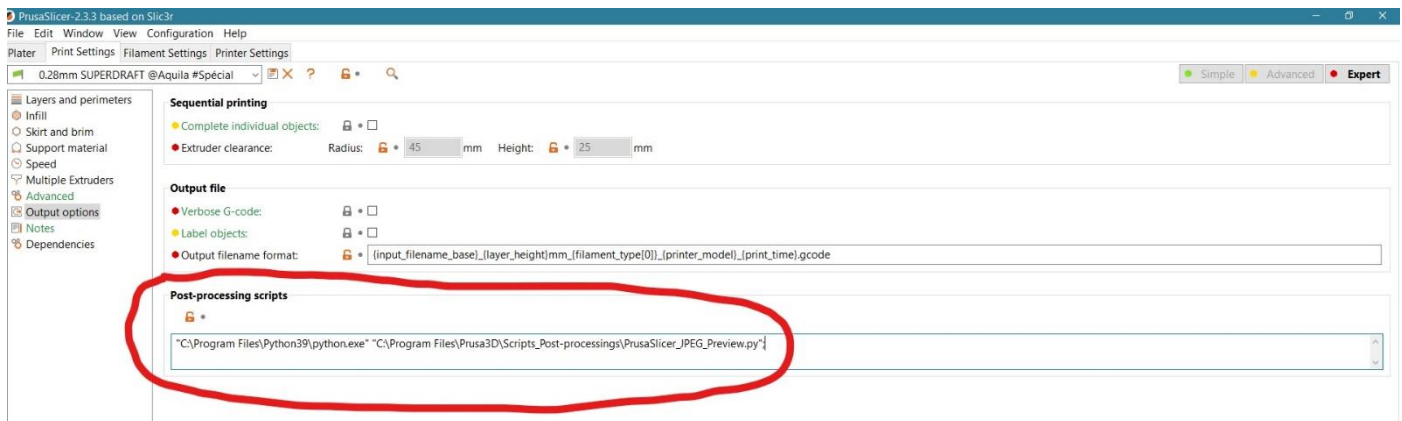 PrusaSlicer-2.3.3 based on Slic3r
File Edit Window View Configuration Help
Plater Print Settings Filament Settings Printer Settings
0.28mm SUPERDRAFT @Aquila #Spécial ? Simple Advanced Expert
Layers and perimeters
Infill
Skirt and brim
Support material
Speed
Multiple Extruders
Advanced
Output options
Notes
Dependencies
Sequential printing
Complete individual objects:
Extruder clearance: Radius: 45 mm Height: 25 mm
Output file
Verbose G-code:
Label objects:
Output filename format: {input_filename_base}_{layer_height}mm_{filament_type[0]}_{printer_model}_{print_time}.gcode
Post-processing scripts
"C:\Program Files\Python39\python.exe" "C:\Program Files\Prusa3D\Scripts_Post-processings\PrusaSlicer_JPEG_Preview.py";